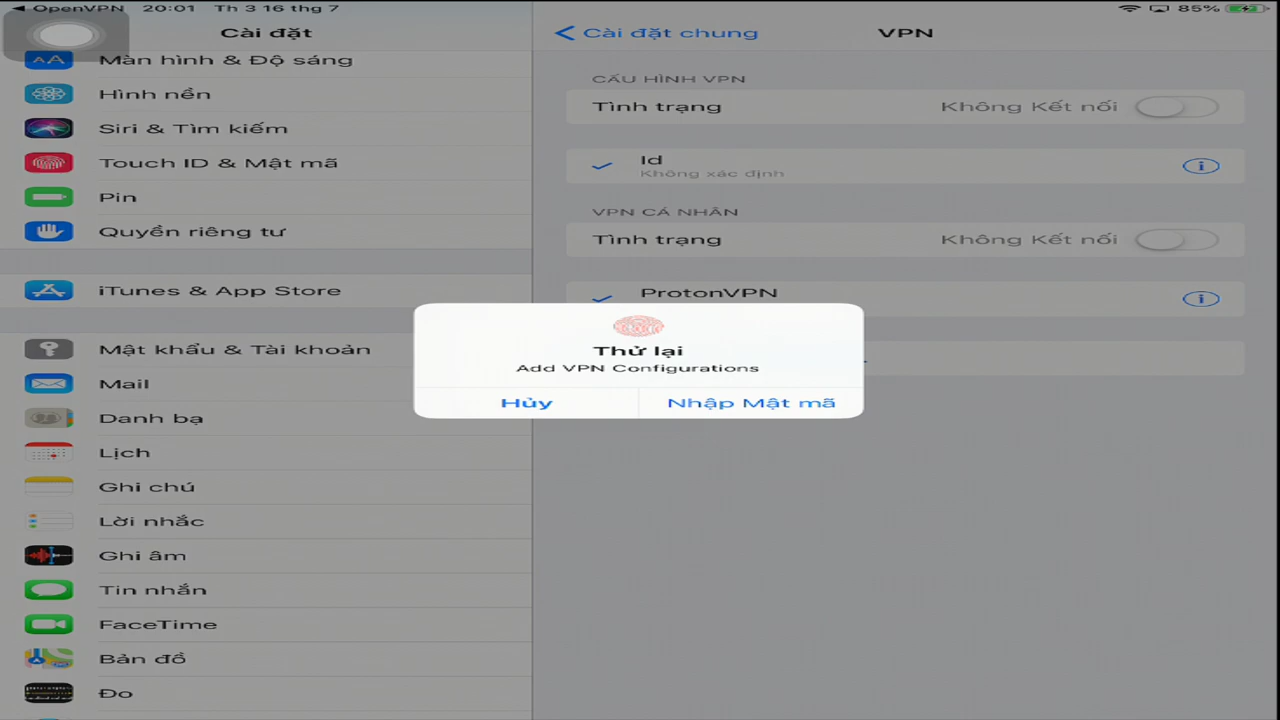 OpenVPN 20:01 Th 3 16 thg 7 85%
Cài đặt
Màn hình & Độ sáng
Hình nền
Siri & Tìm kiếm
Touch ID & Mật mã
Pin
Quyền riêng tư
iTunes & App Store
Mật khẩu & Tài khoản
Mail
Danh bạ
Lịch
Ghi chú
Lời nhắc
Ghi âm
Tin nhắn
FaceTime
Bản đồ
Đo
Cài đặt chung VPN
CẤU HÌNH VPN
Tình trạng Không Kết nối
Id
Không xác định
VPN CÁ NHÂN
Tình trạng Không Kết nối
ProtonVPN
Thử lại
Add VPN Configurations
Hủy Nhập Mật mã